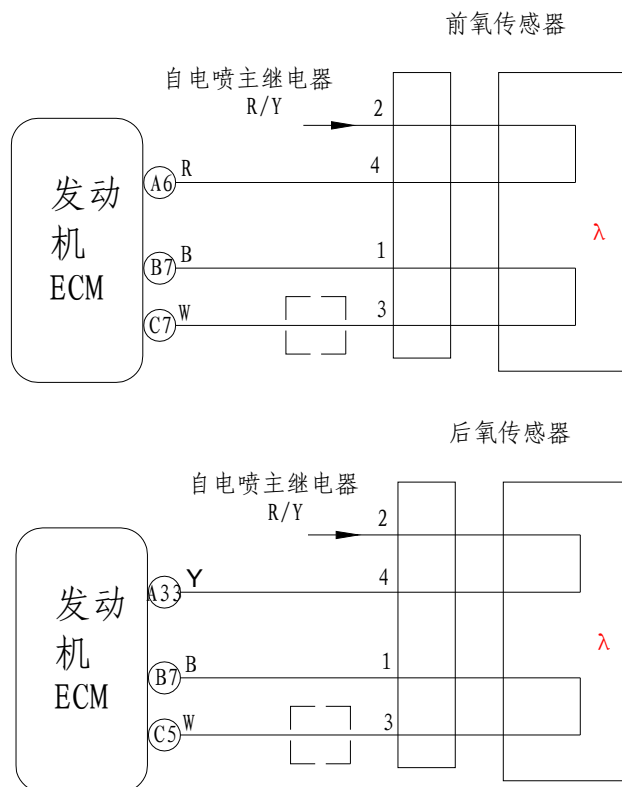 前氧传感器
自电喷主继电器
R/Y
2
A6 R 4
发动
机
ECM
λ
B7 B 1
C7 W 3
后氧传感器
自电喷主继电器
R/Y
2
A33 Y 4
发动
机
ECM
λ
B7 B 1
C5 W 3